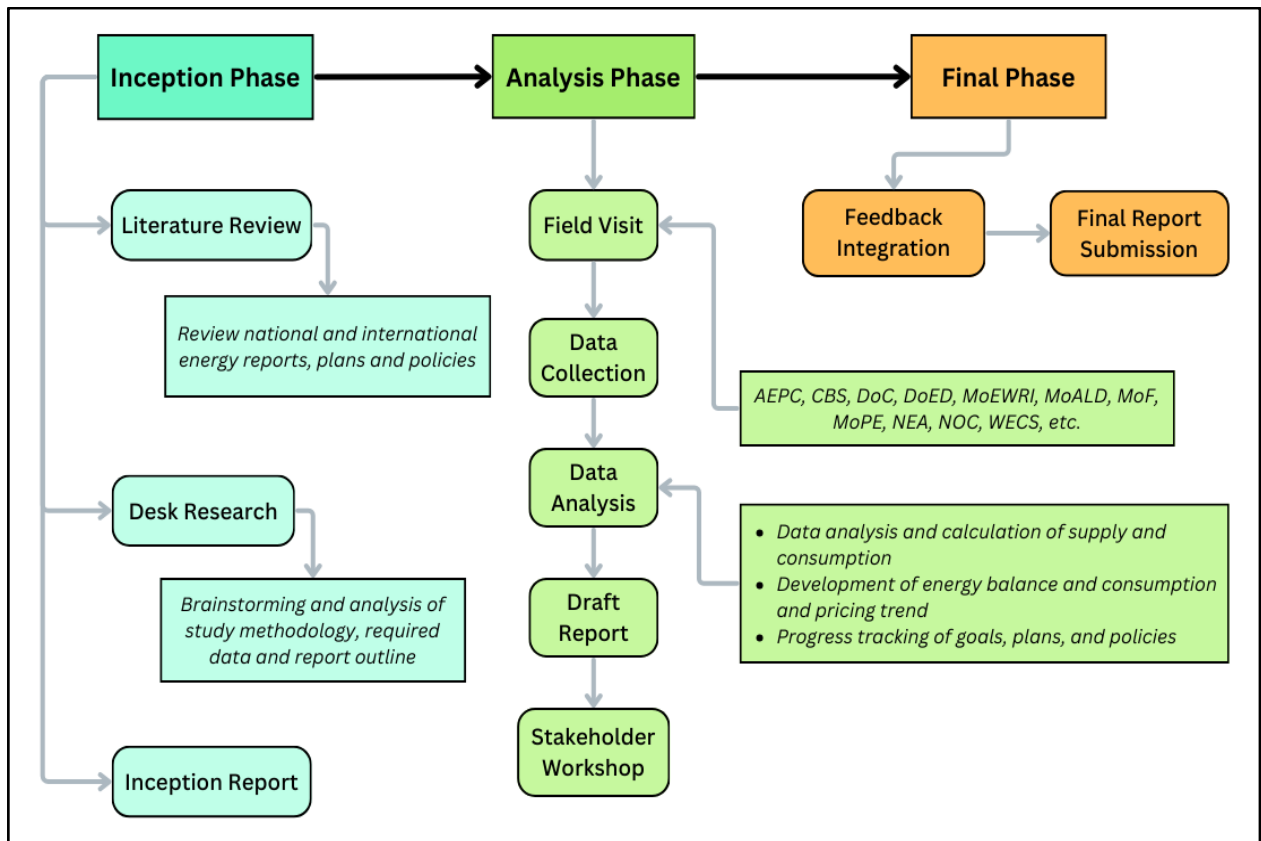 Inception Phase
Analysis Phase
Final Phase
Literature Review
Review national and international
energy reports, plans and policies
Desk Research
Brainstorming and analysis of
study methodology, required
data and report outline
Inception Report
Field Visit
Data
Collection
Data
Analysis
Draft
Report
Stakeholder
Workshop
AEPC, CBS, DoC, DoED, MoEWRI, MoALD, MoF,
MoPE, NEA, NOC, WECS, etc.
• Data analysis and calculation of supply and
consumption
• Development of energy balance and consumption
and pricing trend
• Progress tracking of goals, plans, and policies
Feedback
Integration
Final Report
Submission